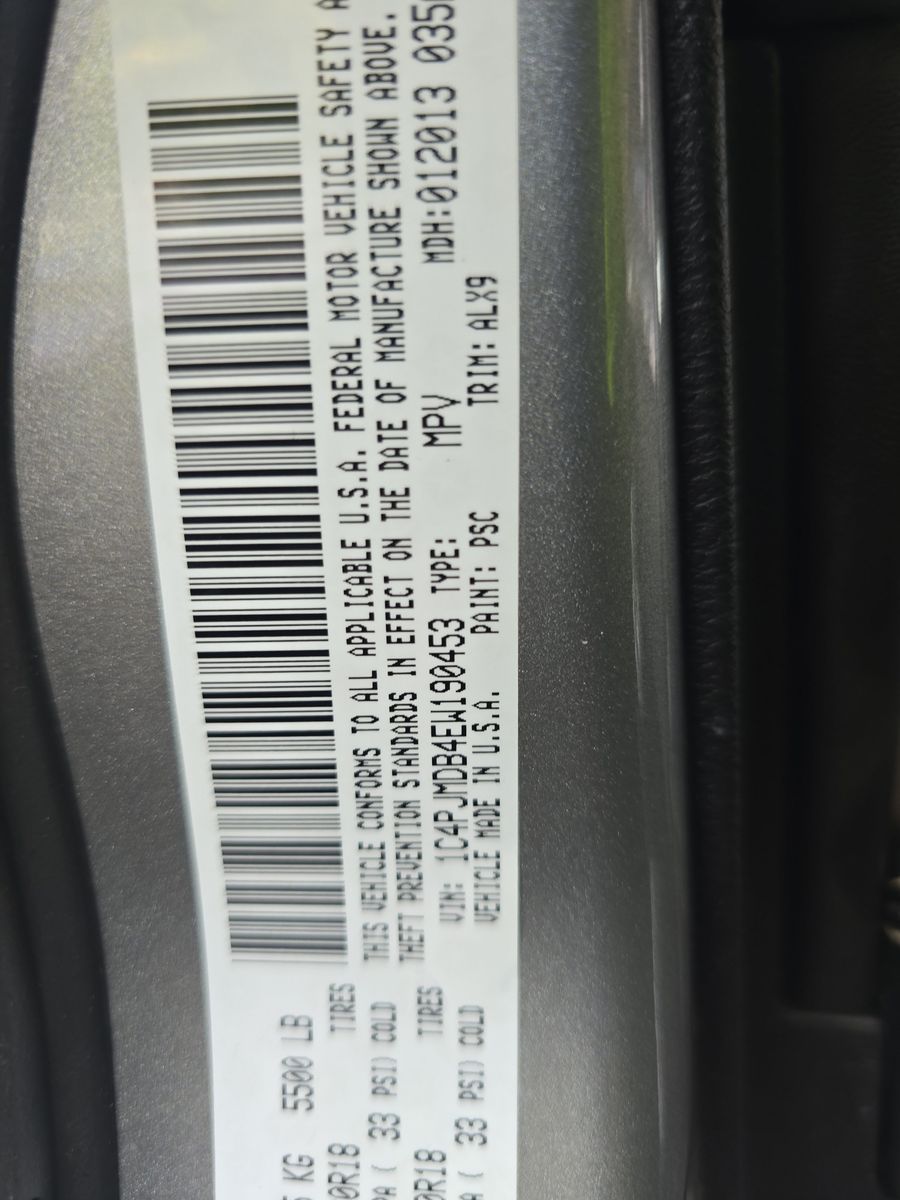 KG 5500 LB
TIRES
0R18
( 33 PSI) COLD
TIRES
0R18
( 33 PSI) COLD
THIS VEHICLE CONFORMS TO ALL APPLICABLE U.S.A. FEDERAL MOTOR VEHICLE SAFETY A
THEFT PREVENTION STANDARDS IN EFFECT ON THE DATE OF MANUFACTURE SHOWN ABOVE.
VIN: 1C4PJMDB4EW190453 TYPE: MPV MDH:012013 035
VEHICLE MADE IN U.S.A. PAINT: PSC TRIM: ALX9